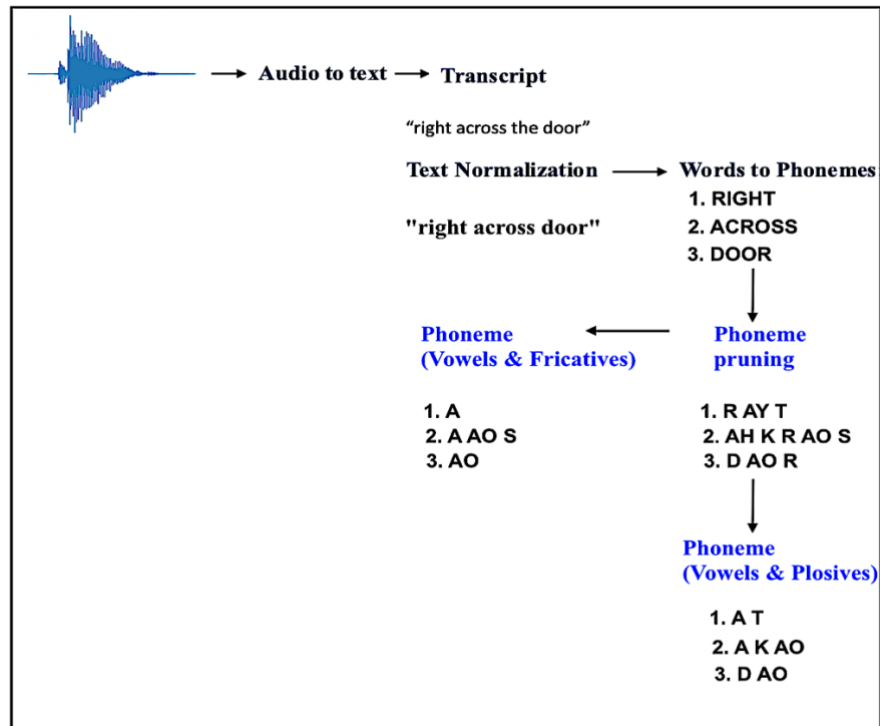 Audio to text
Transcript
“right across the door”
Text Normalization
Words to Phonemes:
1. RIGHT
"right across door"
2. ACROSS
3. DOOR
Phoneme
(Vowels & Fricatives)
Phoneme
pruning
1. A
2. A AO S
3. AO
1. R AY T
2. AH K R AO S
3. D AO R
Phoneme
(Vowels & Plosives)
1. A T
2. A K AO
3. D AO